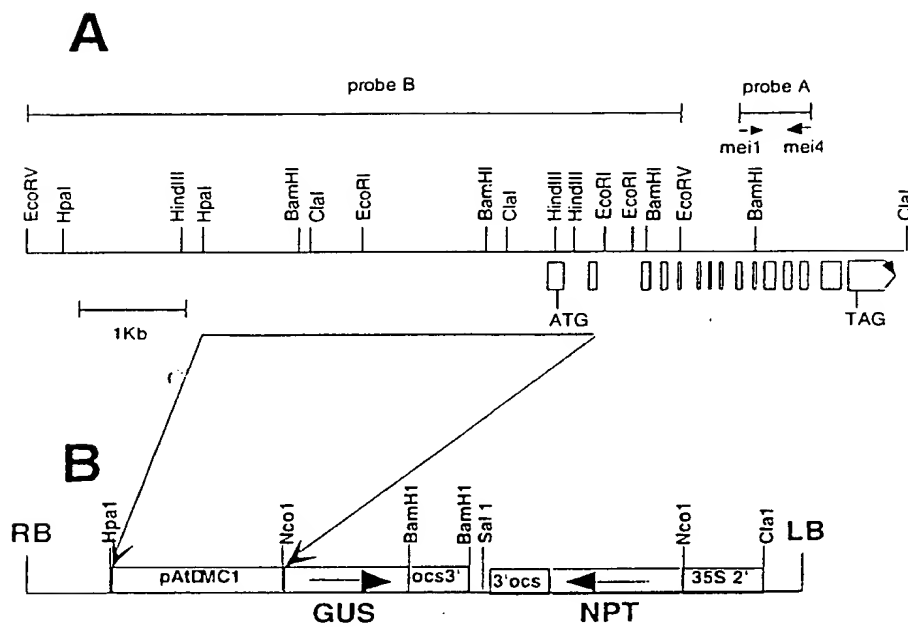 A
probe B
probe A
mei1
mei4
EcoRV
HpaI
HindIII
HpaI
BamHI
ClaI
EcoRI
BamHI
ClaI
HindIII
HindIII
EcoRI
EcoRI
BamHI
EcoRV
BamHI
ClaI
ATG
TAG
1Kb
B
RB
Hpa1
Nco1
BamH1
BamH1
Sal 1
Nco1
Cla1
LB
pAtDMC1
ocs3'
3'ocs
35S 2'
GUS
NPT